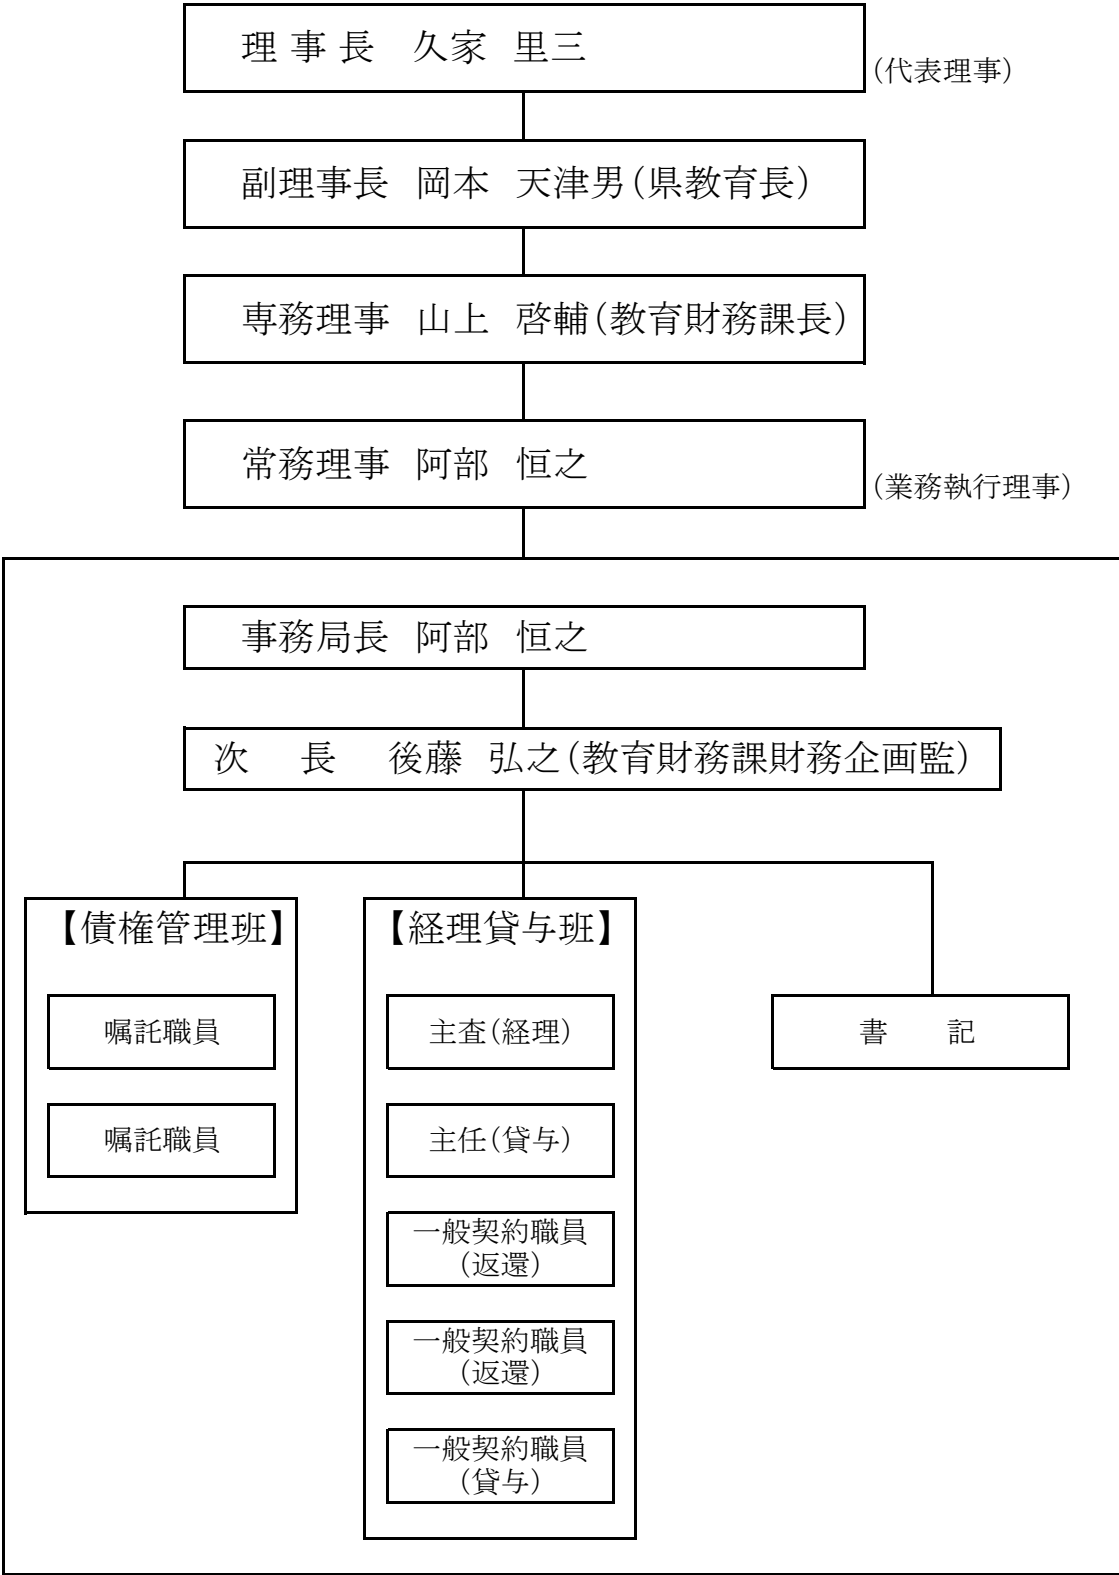 理 事 長　久家　里三
(代表理事)
副理事長　岡本　天津男(県教育長)
専務理事　山上　啓輔(教育財務課長)
常務理事　阿部　恒之
(業務執行理事)
事務局長　阿部　恒之
次　長　後藤　弘之(教育財務課財務企画監)
【債権管理班】
嘱託職員
嘱託職員
【経理貸与班】
主査(経理)
主任(貸与)
一般契約職員
(返還)
一般契約職員
(返還)
一般契約職員
(貸与)
書　　記